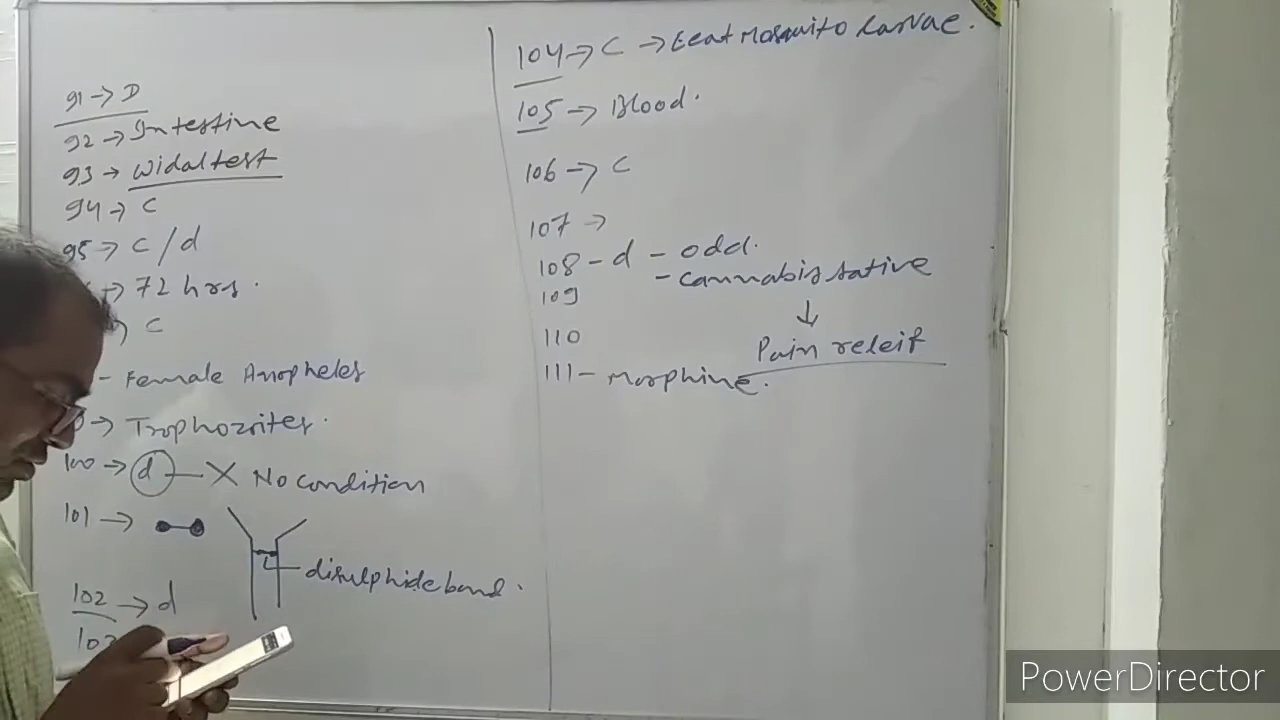 91 → D
92 → Intestine
93 → Widal test
94 → C
95 → C/d
→ 72 hrs.
C
- Female Anopheles
→ Trophozoites.
100 → d — X No condition
101 →
disulphide bond.
102 → d
103
104 → C → Eeat Mosquito Larvae.
105 → Blood.
106 → C
107 →
108 - d - odd.
- Cannabis sative
109
↓
110
Pain releif
111 - Morphine.
PowerDirector